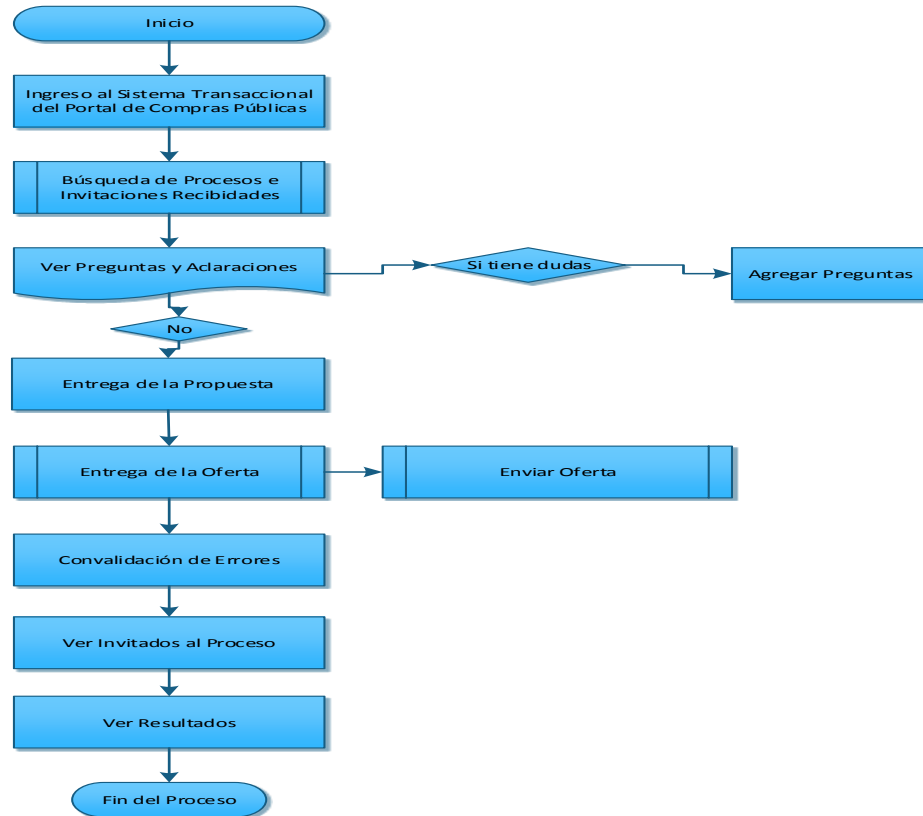 Inicio
Ingreso al Sistema Transaccional
del Portal de Compras Públicas
Búsqueda de Procesos e
Invitaciones Recibidades
Ver Preguntas y Aclaraciones
Si tiene dudas
Agregar Preguntas
No
Entrega de la Propuesta
Entrega de la Oferta
Enviar Oferta
Convalidación de Errores
Ver Invitados al Proceso
Ver Resultados
Fin del Proceso